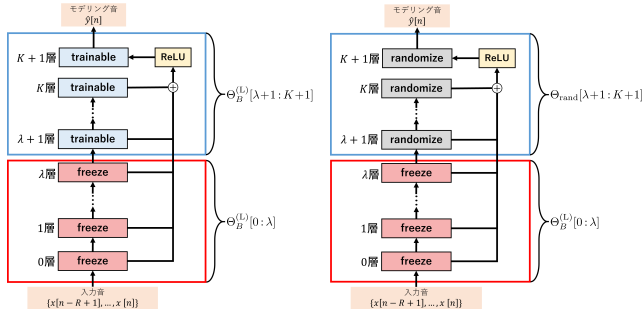 モデリング音
ŷ[n]
K + 1層 trainable ReLU
K層 trainable +
λ + 1層 trainable
Θ_B^(L)[λ+1 : K+1]
λ層 freeze
1層 freeze
0層 freeze
Θ_B^(L)[0 : λ]
入力音
{x[n − R + 1], ..., x [n]}
モデリング音
ŷ[n]
K + 1層 randomize ReLU
K層 randomize +
λ + 1層 randomize
Θ_rand[λ+1 : K+1]
λ層 freeze
1層 freeze
0層 freeze
Θ_B^(L)[0 : λ]
入力音
{x[n − R + 1], ..., x [n]}